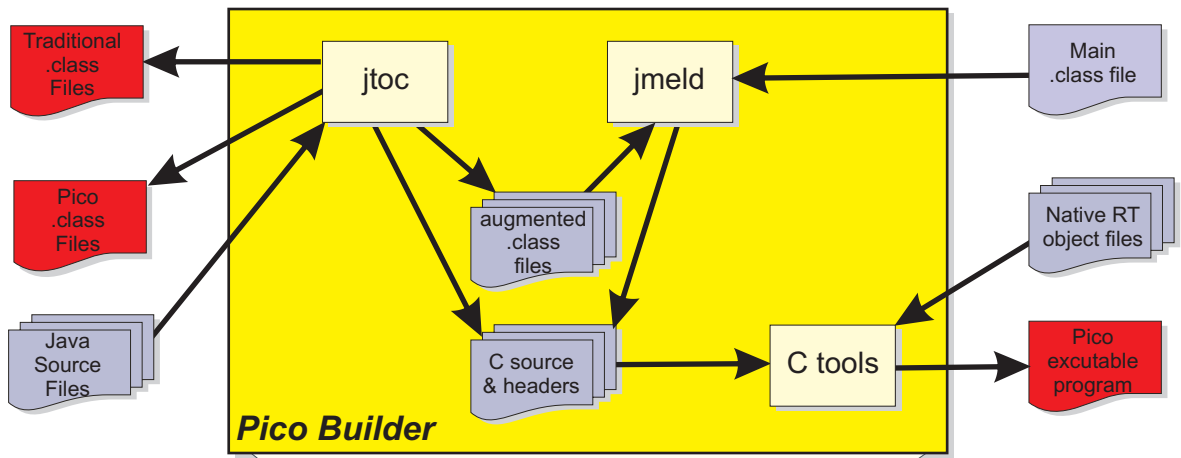 Traditional
.class
Files
jtoc
jmeld
Main
.class file
Pico
.class
Files
augmented
.class
files
Native RT
object files
Java
Source
Files
C source
& headers
C tools
Pico
excutable
program
Pico Builder